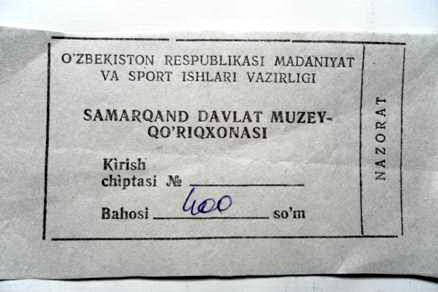 O'ZBEKISTON RESPUBLIKASI MADANIYAT
VA SPORT ISHLARI VAZIRLIGI
SAMARQAND DAVLAT MUZEY-
QO'RIQXONASI
Kirish
chiptasi №
Bahosi 400 so'm
NAZORAT